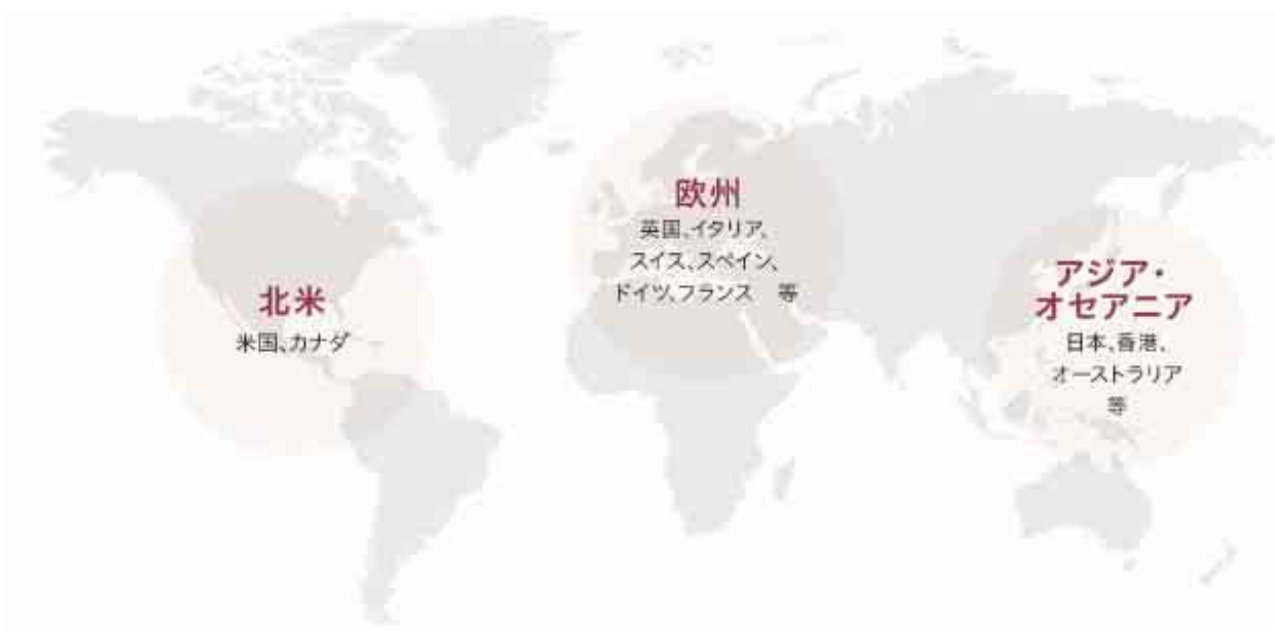 北米
米国、カナダ
欧州
英国、イタリア、
スイス、スペイン、
ドイツ、フランス　等
アジア・
オセアニア
日本、香港、
オーストラリア
等